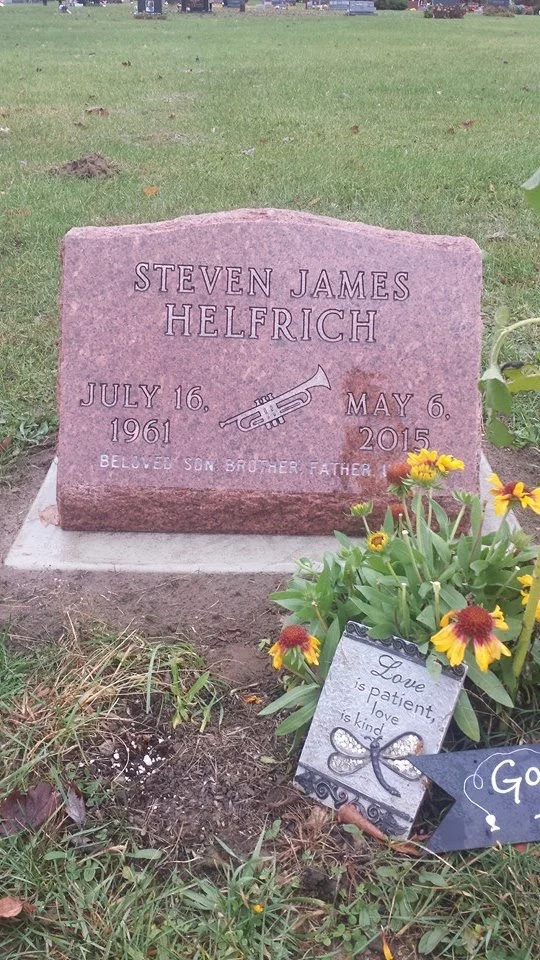 STEVEN JAMES
HELFRICH
JULY 16,
1961
MAY 6,
2015
BELOVED SON BROTHER FATHER
Love
is patient,
love
is kind
Go